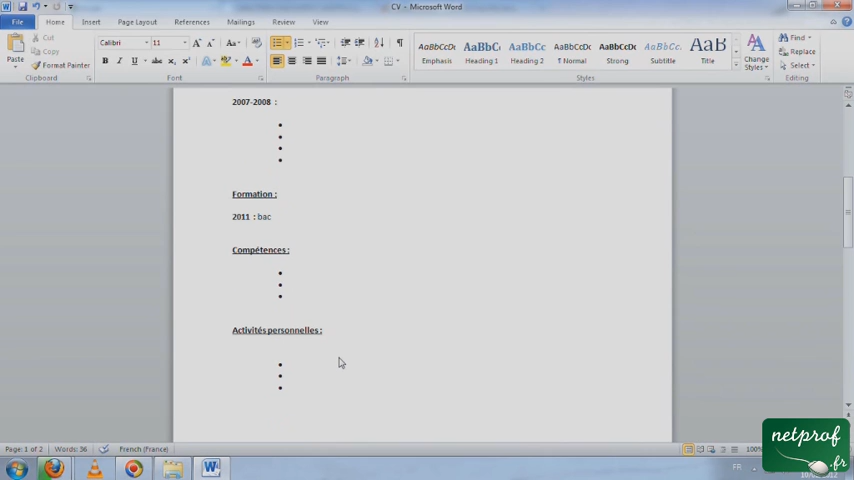 CV - Microsoft Word
File Home Insert Page Layout References Mailings Review View
Cut
Copy
Format Painter
Paste
Calibri 11
AaBbCcDc AaBbC AaBbCc AaBbCcDc AaBbCcDc AaBbCc. AaB
Emphasis Heading 1 Heading 2 ¶ Normal Strong Subtitle Title
Change
Styles
Find
Replace
Select
Clipboard Font Paragraph Styles Editing
2007-2008 :
Formation :
2011 : bac
Compétences :
Activités personnelles :
Page: 1 of 2 Words: 36 French (France) 100%
FR
netprof
.fr